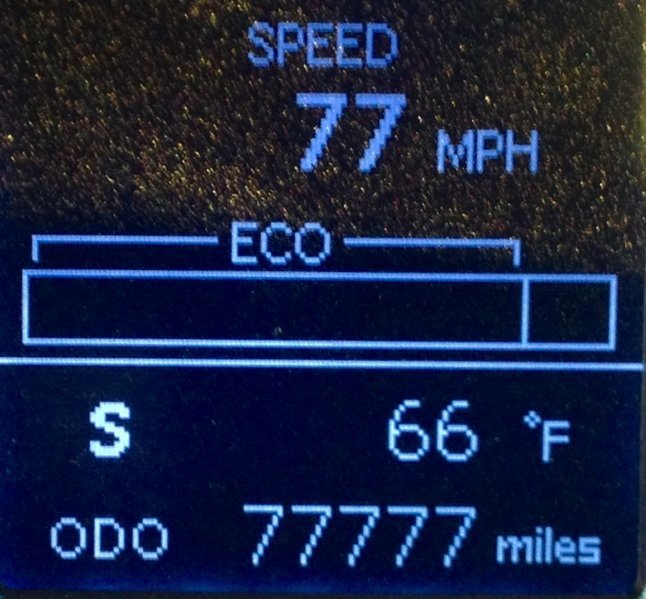 SPEED
77 MPH
ECO
S 66 °F
ODO 77777 miles